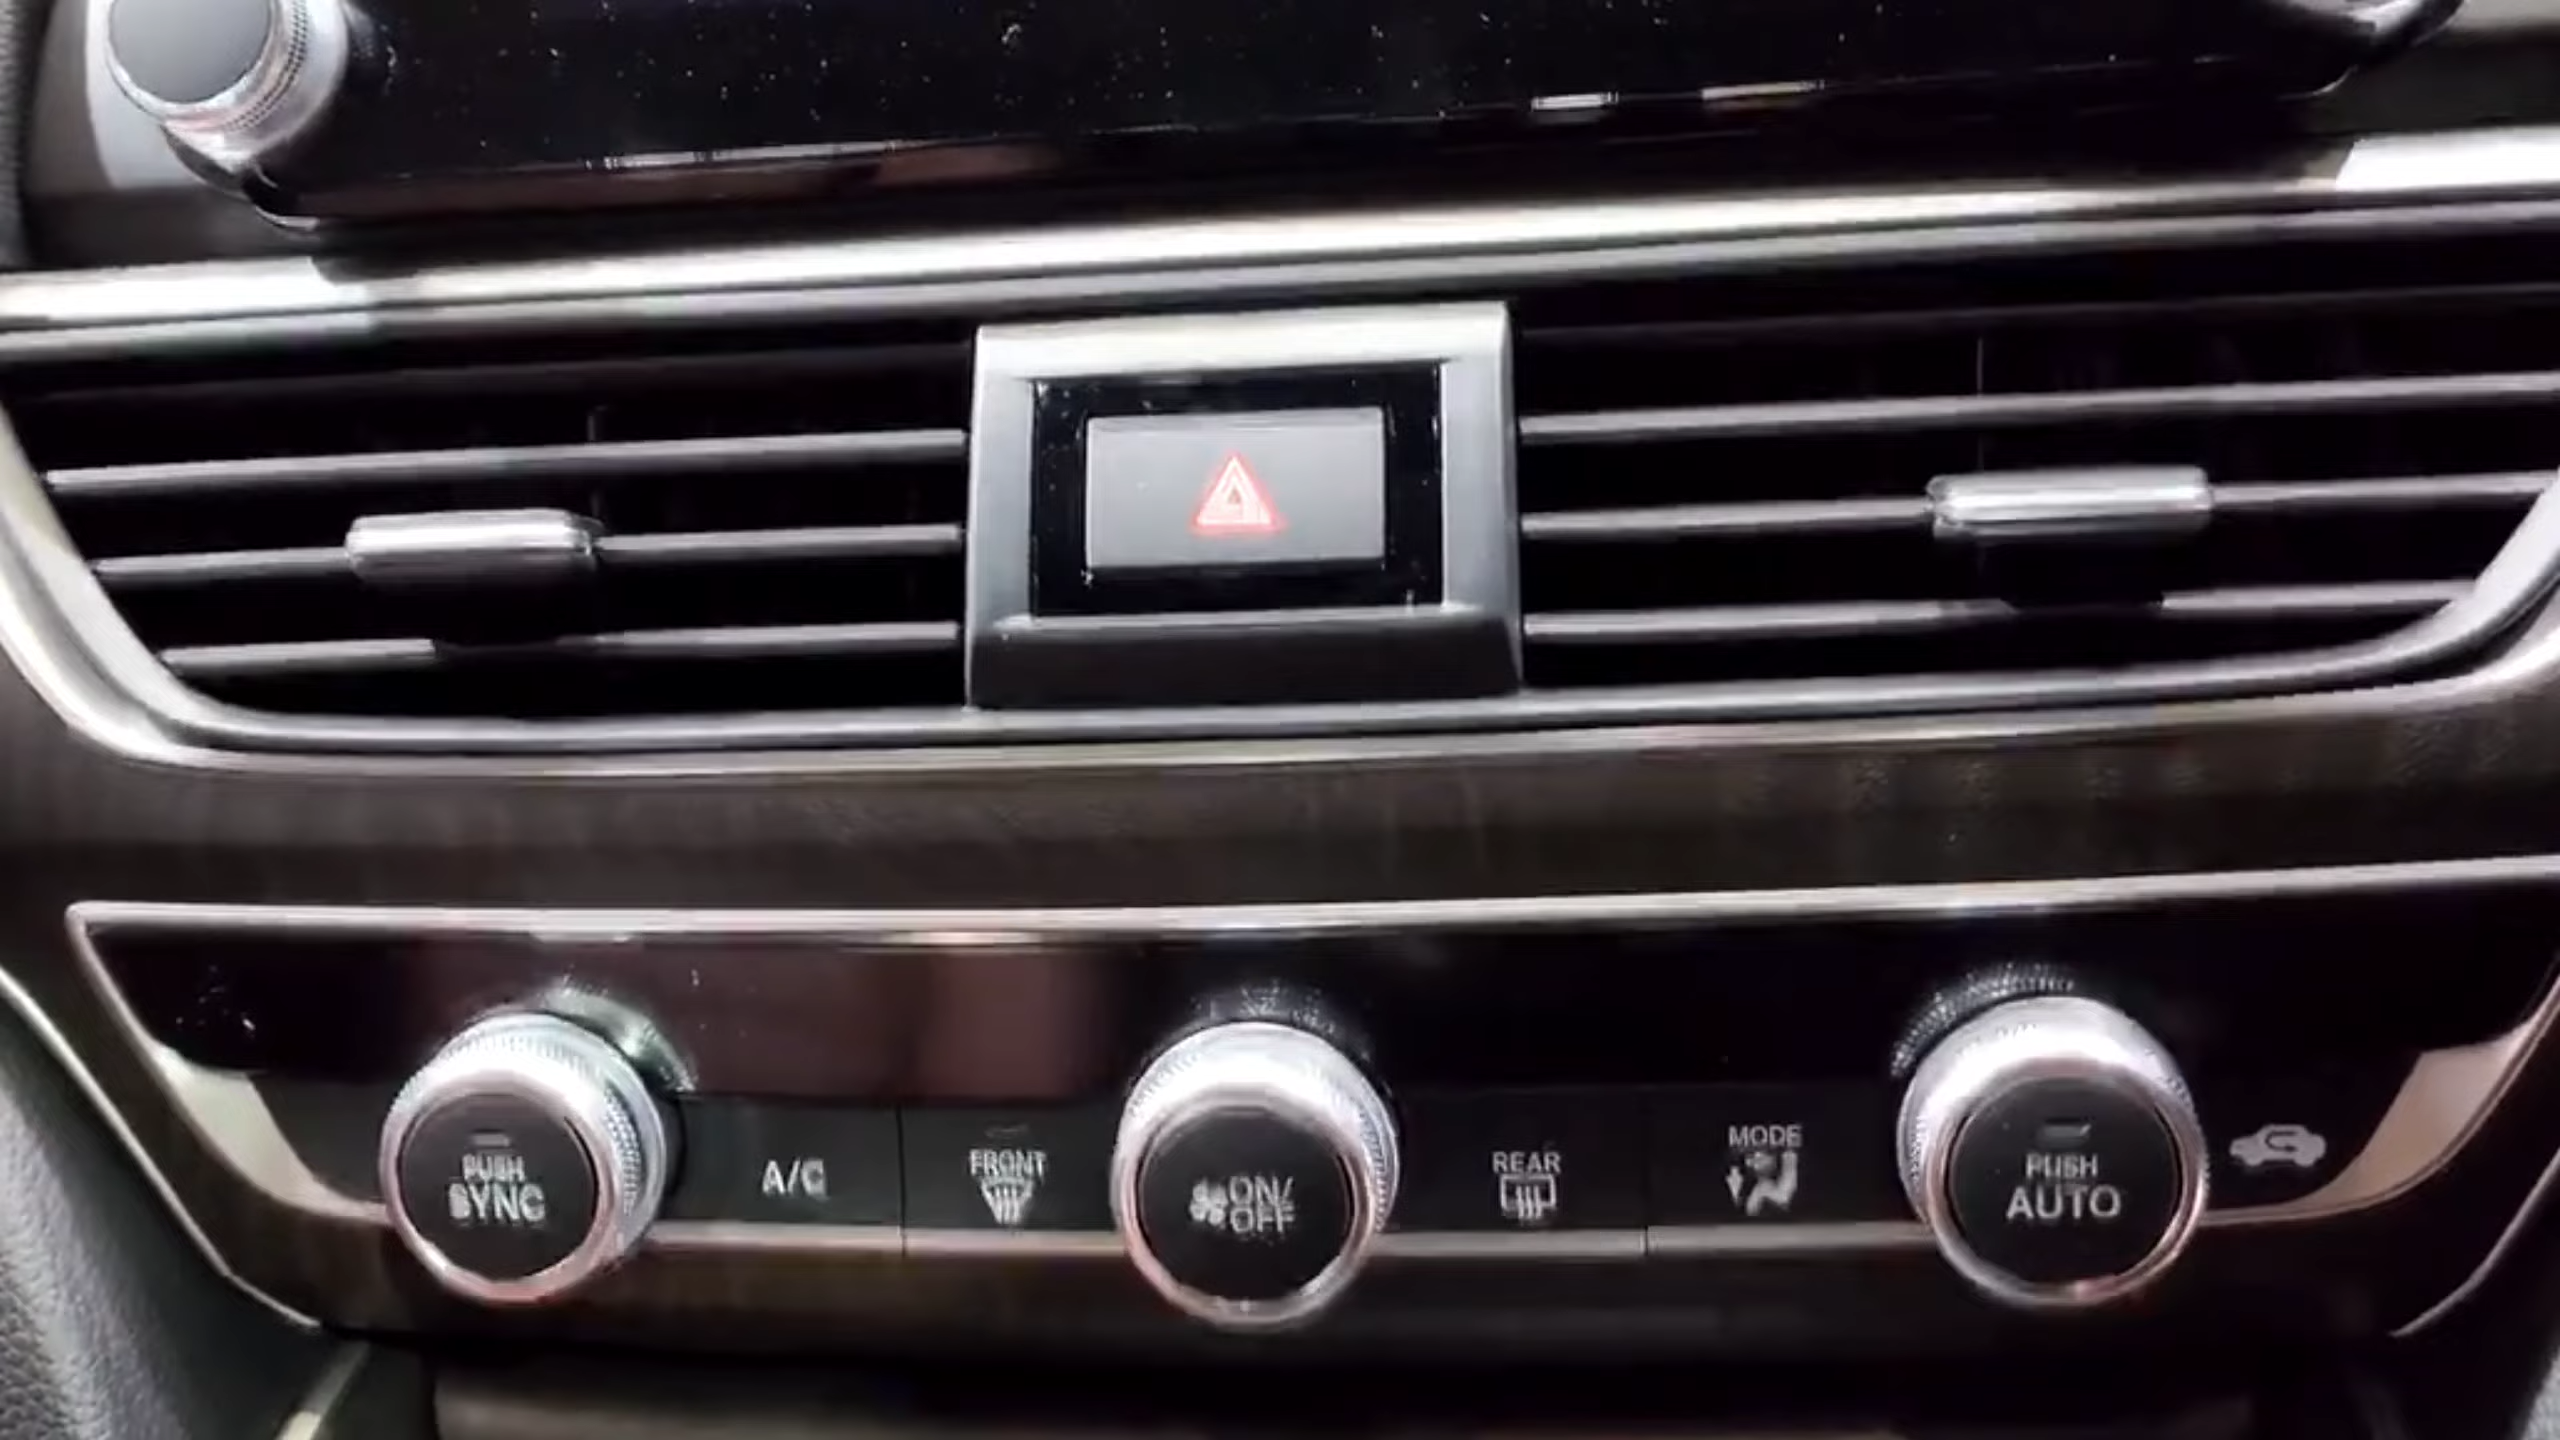 PUSH
SYNC
A/C
FRONT
ON/
OFF
REAR
MODE
PUSH
AUTO